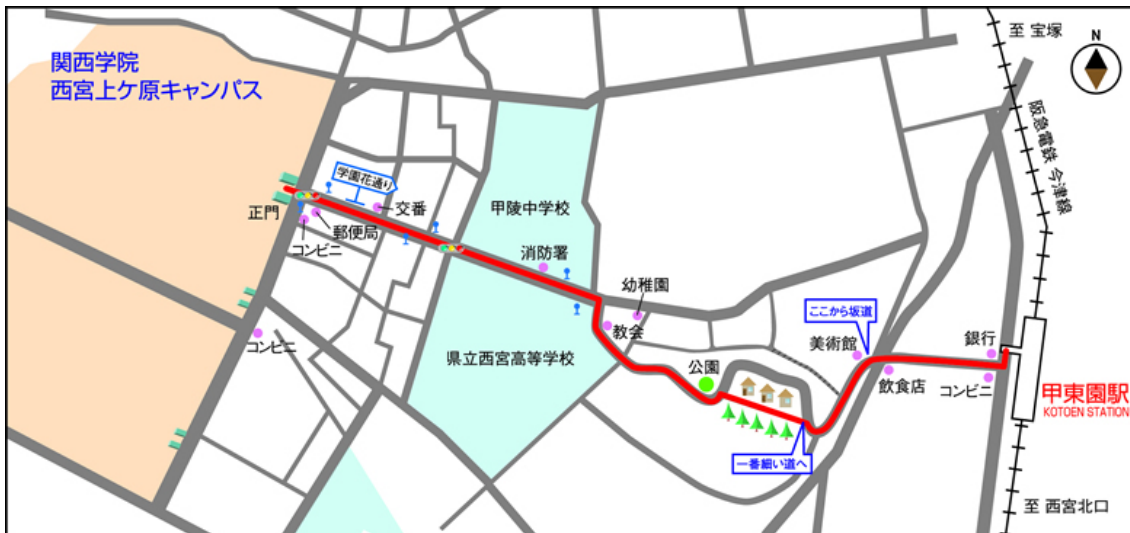 関西学院
西宮上ケ原キャンパス
至 宝塚
N
阪急電鉄 今津線
学園花通り
正門
交番
郵便局
コンビニ
甲陵中学校
消防署
幼稚園
教会
コンビニ
県立西宮高等学校
公園
ここから坂道
美術館
銀行
飲食店
コンビニ
甲東園駅
KOTOEN STATION
一番細い道へ
至 西宮北口